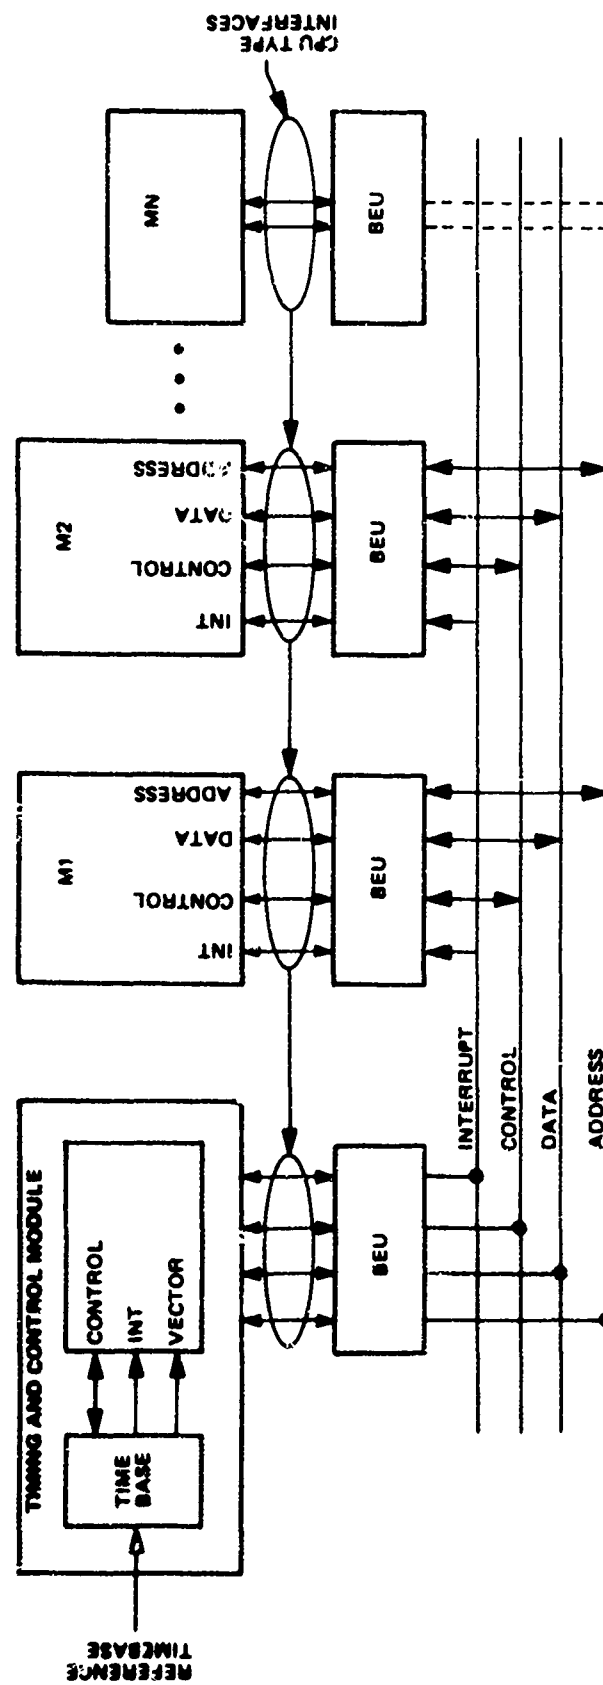 CPU TYPE
INTERFACES
MN
BEU
M2
INT
CONTROL
DATA
ADDRESS
BEU
M1
INT
CONTROL
DATA
ADDRESS
BEU
INTERRUPT
CONTROL
DATA
ADDRESS
TIMING AND CONTROL MODULE
CONTROL
INT
VECTOR
TIME
BASE
BEU
REFERENCE
TIMEBASE